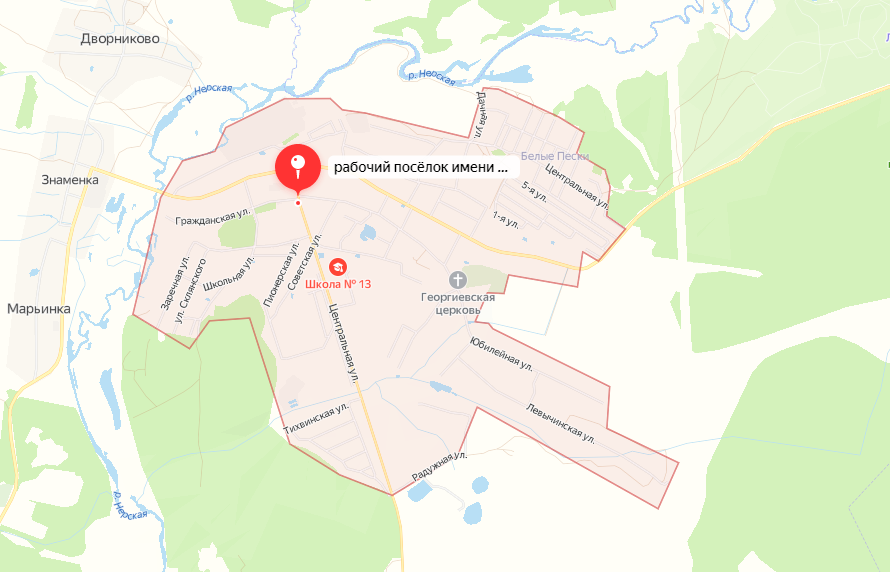 Дворниково
р. Нерская
р. Нерская
Дачная ул.
Белые Пески
рабочий посёлок имени ...
Знаменка
Центральная ул.
5-я ул.
Гражданская ул.
1-я ул.
Заречная ул.
ул. Склянского
Школьная ул.
Пионерская ул.
Советская ул.
Школа № 13
Георгиевская
церковь
Марьинка
Центральная ул.
Юбилейная ул.
Тихвинская ул.
Левычинская ул.
Радужная ул.
р. Нерская